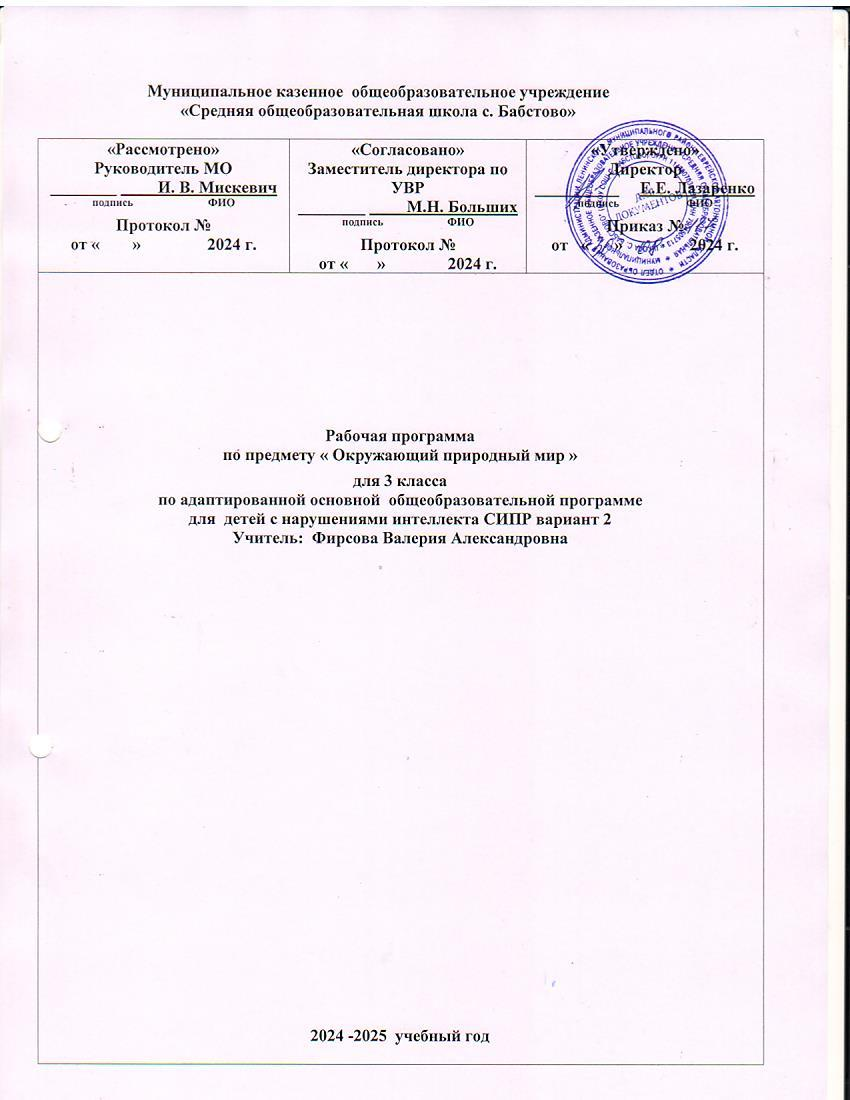 Муниципальное казенное общеобразовательное учреждение
«Средняя общеобразовательная школа с. Бабстово»
«Рассмотрено»
Руководитель МО
И. В. Мискевич
подпись ФИО
Протокол №
от « » 2024 г.
«Согласовано»
Заместитель директора по
УВР
М.Н. Больших
подпись ФИО
Протокол №
от « » 2024 г.
«Утверждено»
Директор
Е.Е. Лазаренко
подпись ФИО
Приказ №
от « » 2024 г.
ДОКУМЕНТОВ
Рабочая программа
по предмету « Окружающий природный мир »
для 3 класса
по адаптированной основной общеобразовательной программе
для детей с нарушениями интеллекта СИПР вариант 2
Учитель: Фирсова Валерия Александровна
2024 -2025 учебный год